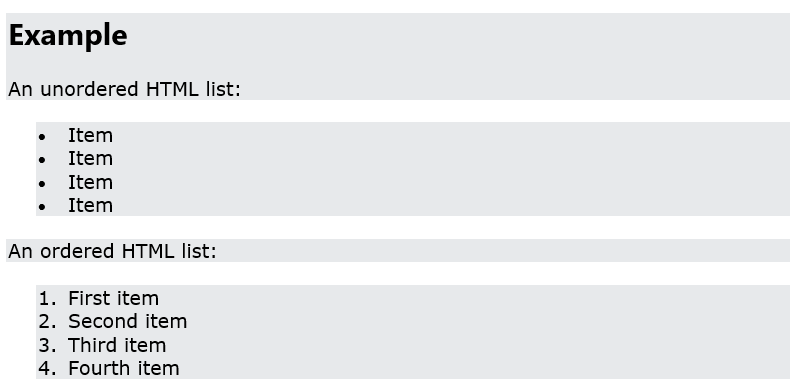 Example
An unordered HTML list:
• Item
• Item
• Item
• Item
An ordered HTML list:
1. First item
2. Second item
3. Third item
4. Fourth item